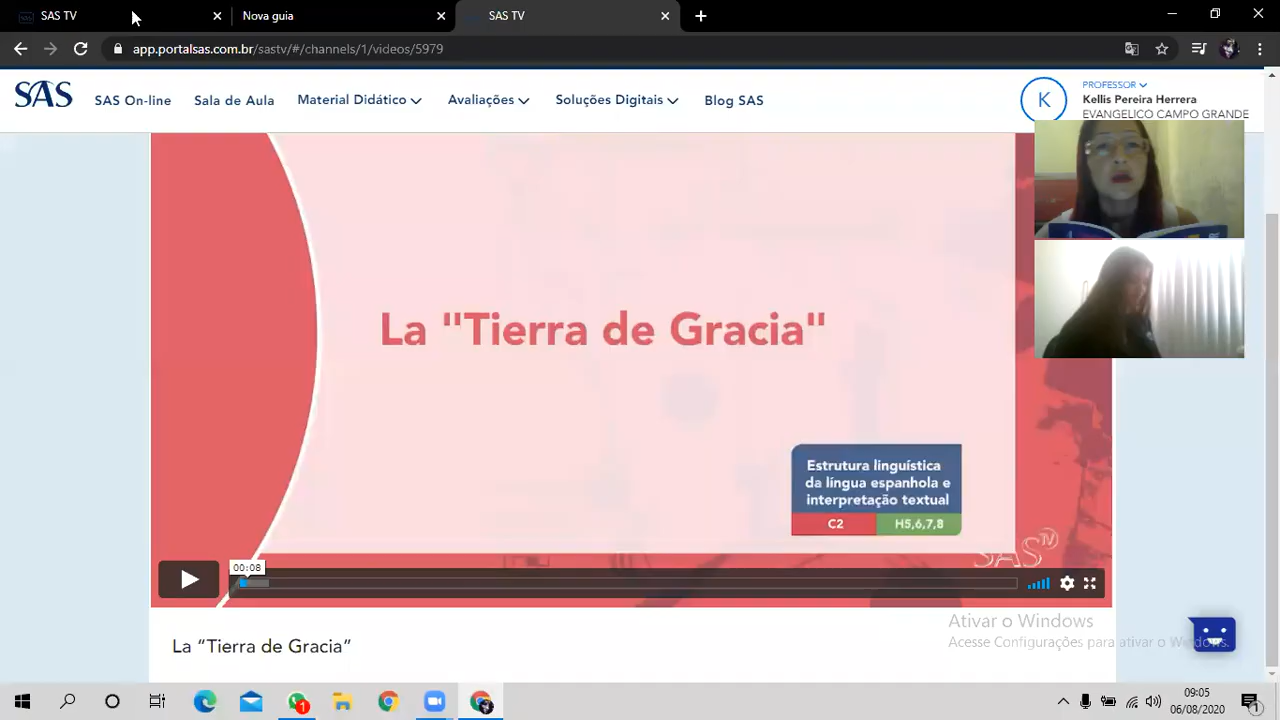 SAS TV
Nova guia
SAS TV
app.portalsas.com.br/sastv/#/channels/1/videos/5979
SAS
SAS On-line
Sala de Aula
Material Didático
Avaliações
Soluções Digitais
Blog SAS
K
PROFESSOR
Kellis Pereira Herrera
EVANGELICO CAMPO GRANDE
La "Tierra de Gracia"
Estrutura linguística
da língua espanhola e
interpretação textual
C2
H5,6,7,8
SAS TV
00:08
La “Tierra de Gracia”
Ativar o Windows
Acesse Configurações para ativar o Windows.
1
09:05
06/08/2020
1